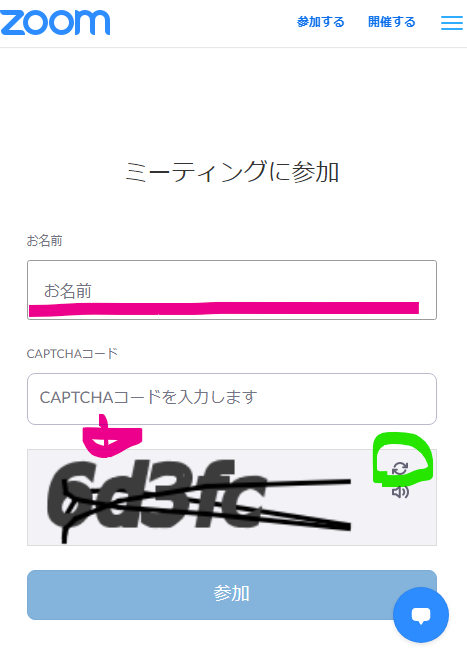 zoom
参加する 開催する
ミーティングに参加
お名前
お名前
CAPTCHAコード
CAPTCHAコードを入力します
参加